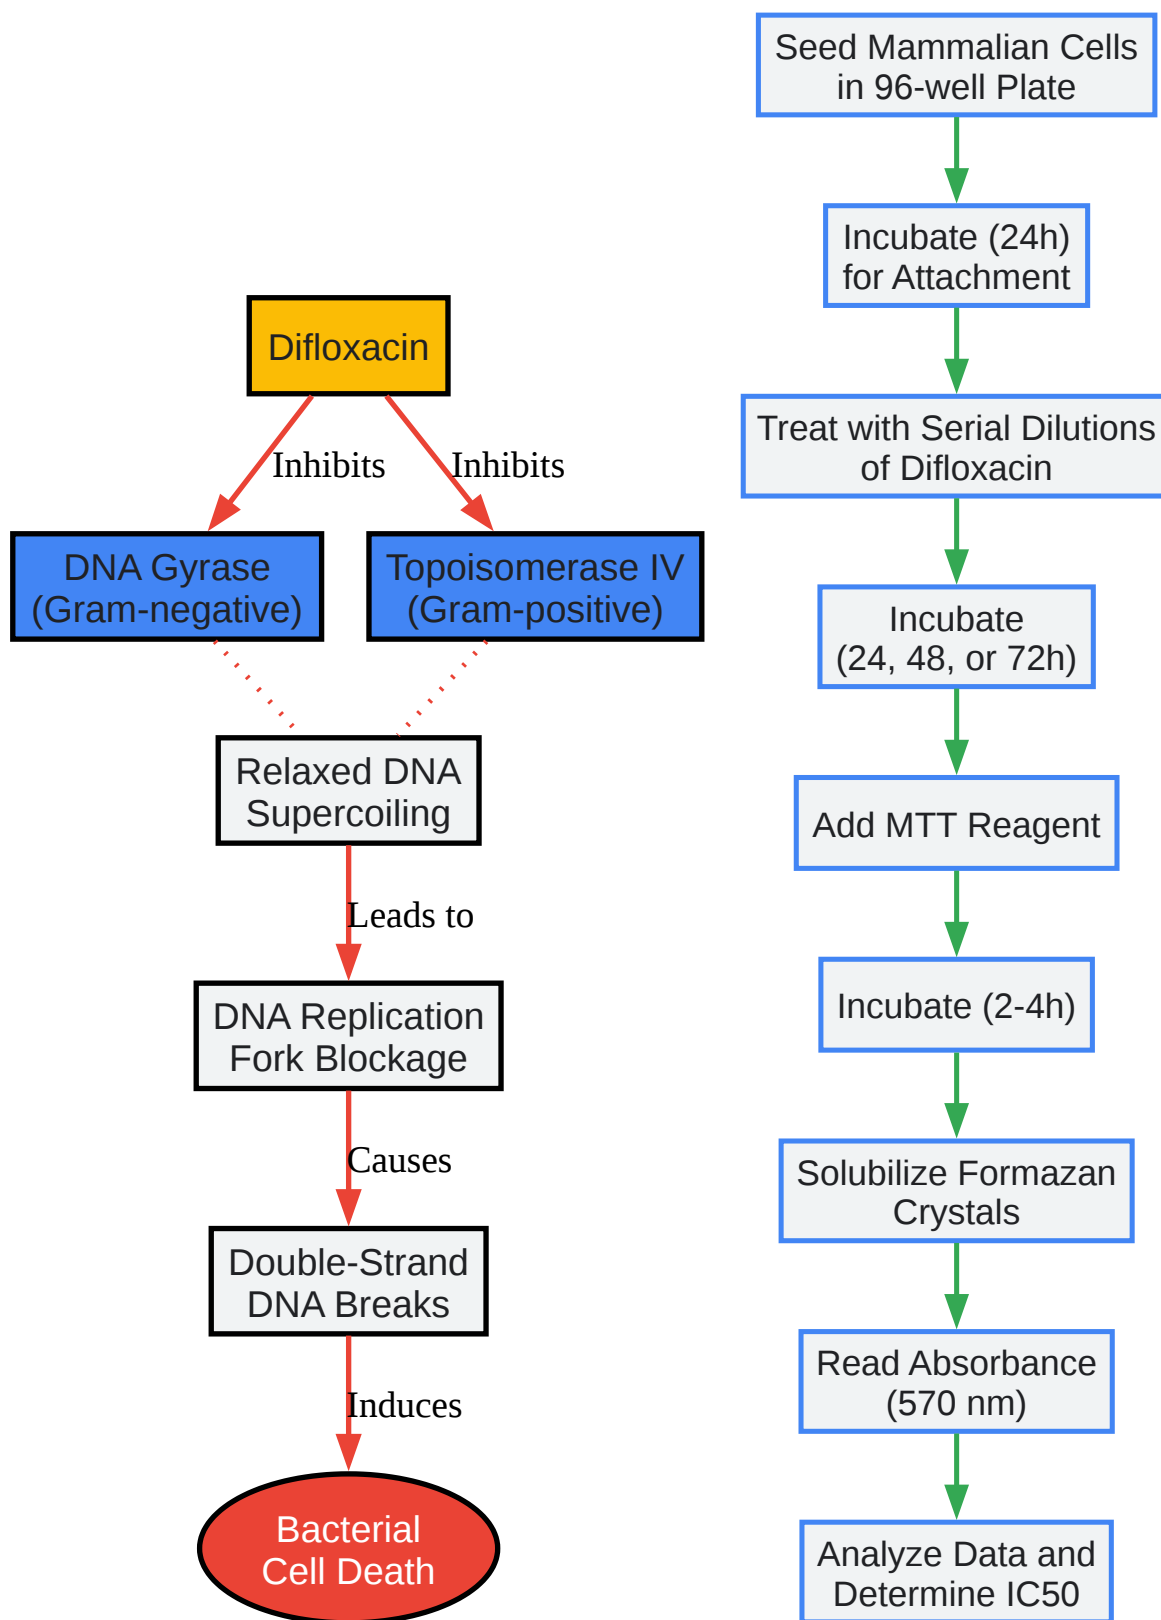 Difloxacin
Inhibits
Inhibits
DNA Gyrase
(Gram-negative)
Topoisomerase IV
(Gram-positive)
Relaxed DNA
Supercoiling
Leads to
DNA Replication
Fork Blockage
Causes
Double-Strand
DNA Breaks
Induces
Bacterial
Cell Death
Seed Mammalian Cells
in 96-well Plate
Incubate (24h)
for Attachment
Treat with Serial Dilutions
of Difloxacin
Incubate
(24, 48, or 72h)
Add MTT Reagent
Incubate (2-4h)
Solubilize Formazan
Crystals
Read Absorbance
(570 nm)
Analyze Data and
Determine IC50